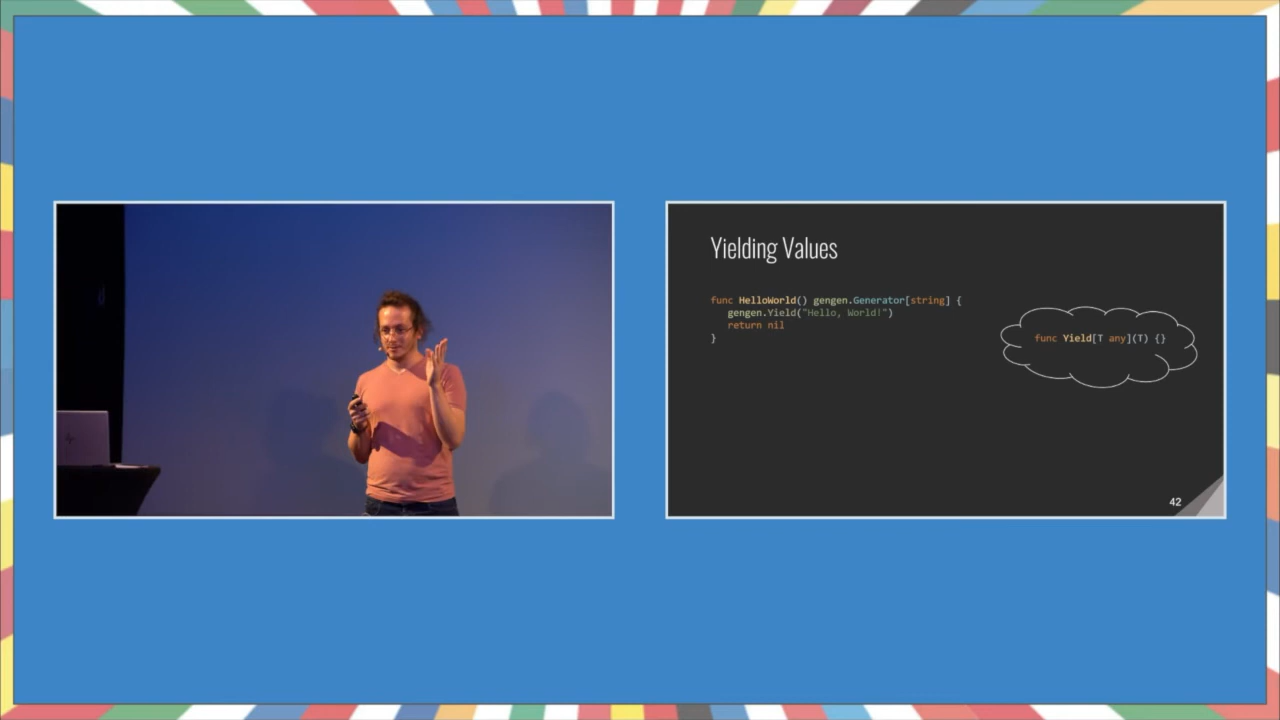 Yielding Values
func HelloWorld() gengen.Generator[string] {
gengen.Yield("Hello, World!")
return nil
}
func Yield[T any](T) {}
42